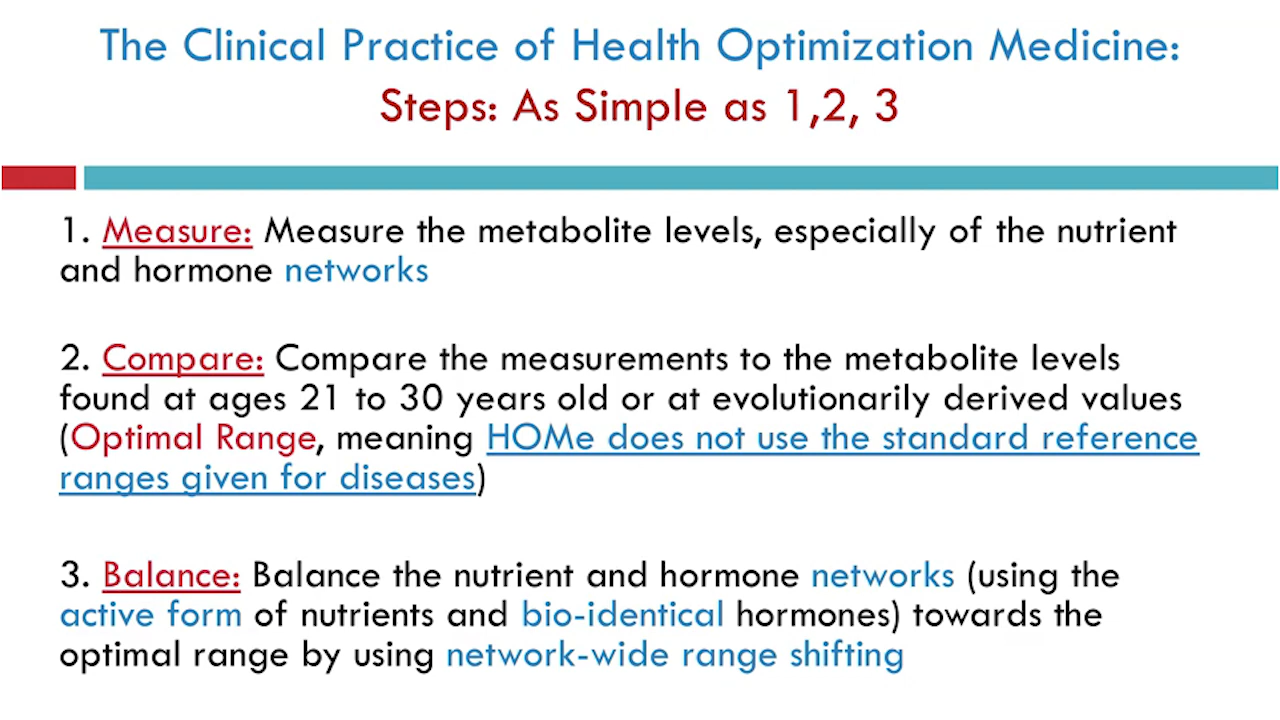 The Clinical Practice of Health Optimization Medicine:
Steps: As Simple as 1,2, 3
1. Measure: Measure the metabolite levels, especially of the nutrient
and hormone networks
2. Compare: Compare the measurements to the metabolite levels
found at ages 21 to 30 years old or at evolutionarily derived values
(Optimal Range, meaning HOMe does not use the standard reference
ranges given for diseases)
3. Balance: Balance the nutrient and hormone networks (using the
active form of nutrients and bio-identical hormones) towards the
optimal range by using network-wide range shifting